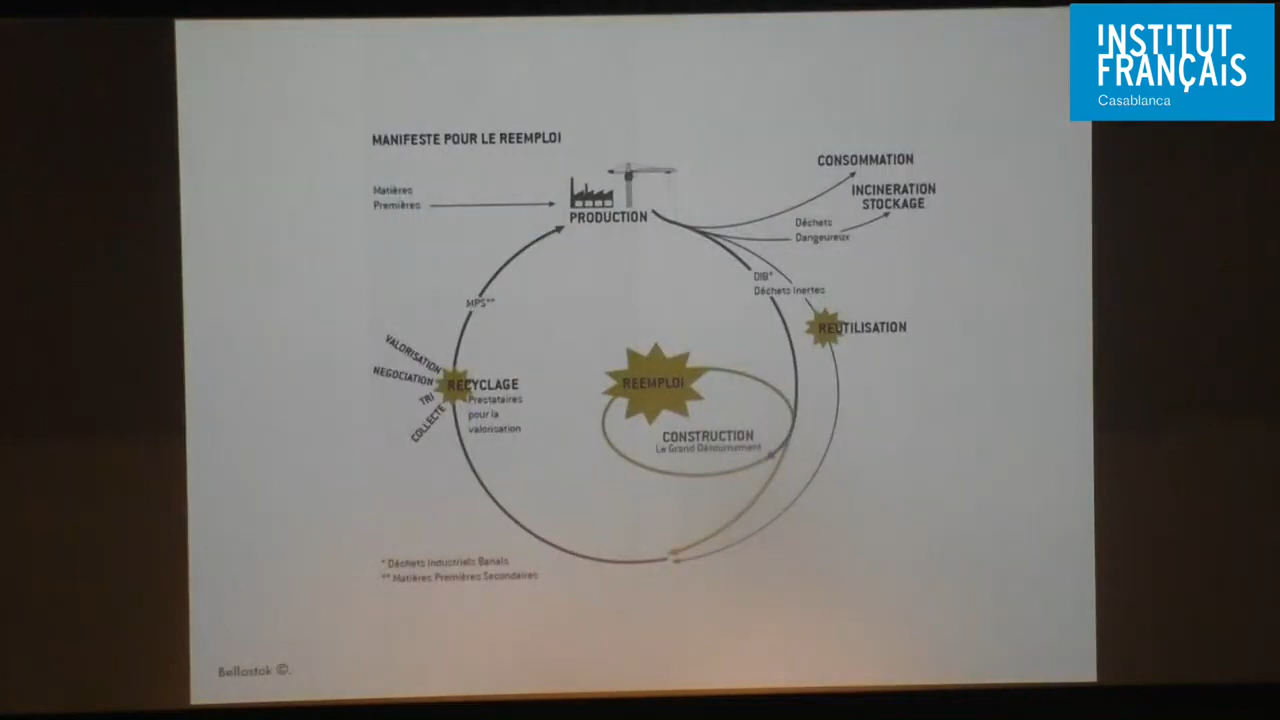 INSTITUT
FRANÇAIS
Casablanca
MANIFESTE POUR LE REEMPLOI
Matières
Premières
PRODUCTION
CONSOMMATION
INCINERATION
STOCKAGE
Déchets
Dangeureux
DIB*
Déchets Inertes
MPS**
REUTILISATION
VALORISATION
NEGOCIATION
TRI
COLLECTE
RECYCLAGE
Prestataires
pour la
valorisation
REEMPLOI
CONSTRUCTION
Le Grand Détournement
* Déchets Industriels Banals
** Matières Premières Secondaires
Bellastok ©.